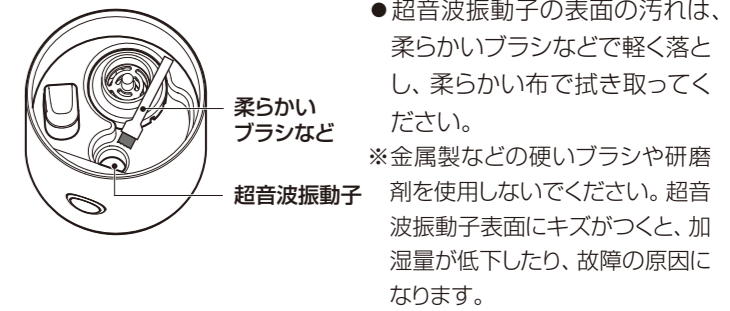 ●超音波振動子の表面の汚れは、
柔らかいブラシなどで軽く落と
し、柔らかい布で拭き取ってく
ださい。
※金属製などの硬いブラシや研磨
剤を使用しないでください。超音
波振動子表面にキズがつくと、加
湿量が低下したり、故障の原因に
なります。
柔らかい
ブラシなど
超音波振動子